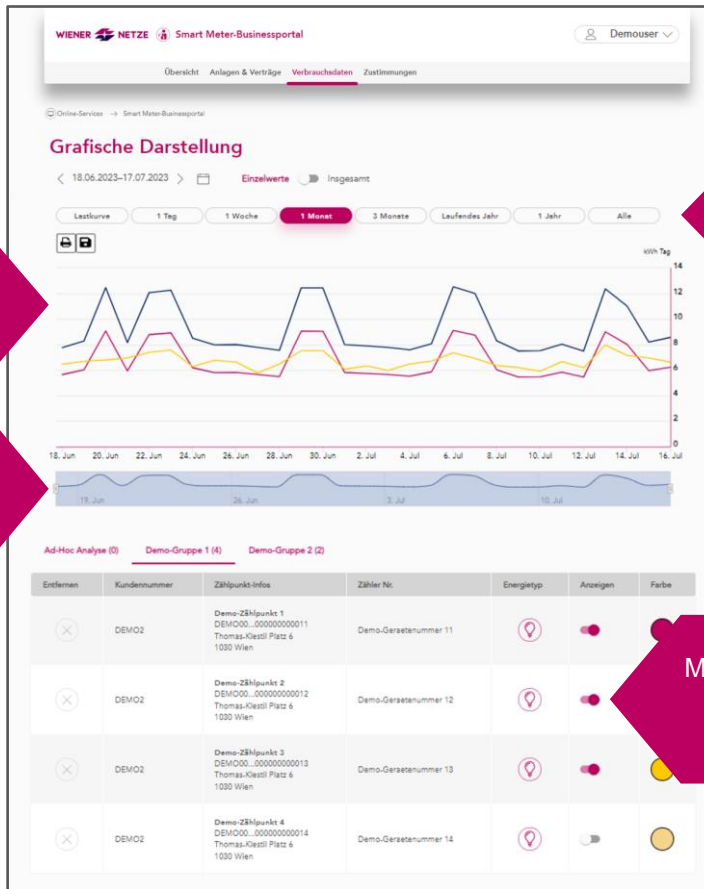 WIENER NETZE Smart Meter-Businessportal
Demouser
Übersicht Anlagen & Verträge Verbrauchsdaten Zustimmungen
Online-Services → Smart Meter-Businessportal
Grafische Darstellung
< 18.06.2023–17.07.2023 > Einzelwerte Insgesamt
Lastkurve 1 Tag 1 Woche 1 Monat 3 Monate Laufendes Jahr 1 Jahr Alle
kWh Tag
14
12
10
8
6
4
2
0
18. Jun 20. Jun 22. Jun 24. Jun 26. Jun 28. Jun 30. Jun 2. Jul 4. Jul 6. Jul 8. Jul 10. Jul 12. Jul 14. Jul 16. Jul
19. Jun 26. Jun 3. Jul 10. Jul
Ad-Hoc Analyse (0) Demo-Gruppe 1 (4) Demo-Gruppe 2 (2)
Entfernen Kundennummer Zählpunkt-Infos Zähler Nr. Energietyp Anzeigen Farbe
Demo-Zählpunkt 1
DEMO2 DEMO00...000000000011 Demo-Geraetenummer 11
Thomas-Klestil Platz 6
1030 Wien
M
Demo-Zählpunkt 2
DEMO2 DEMO00...000000000012 Demo-Geraetenummer 12
Thomas-Klestil Platz 6
1030 Wien
Demo-Zählpunkt 3
DEMO2 DEMO00...000000000013 Demo-Geraetenummer 13
Thomas-Klestil Platz 6
1030 Wien
Demo-Zählpunkt 4
DEMO2 DEMO00...000000000014 Demo-Geraetenummer 14
Thomas-Klestil Platz 6
1030 Wien